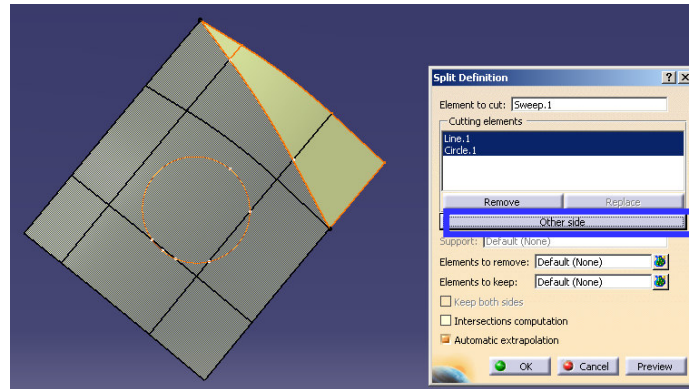 Split Definition
Element to cut: Sweep.1
Cutting elements
Line.1
Circle.1
Remove Replace
Other side
Support: Default (None)
Elements to remove: Default (None)
Elements to keep: Default (None)
Keep both sides
Intersections computation
Automatic extrapolation
OK Cancel Preview